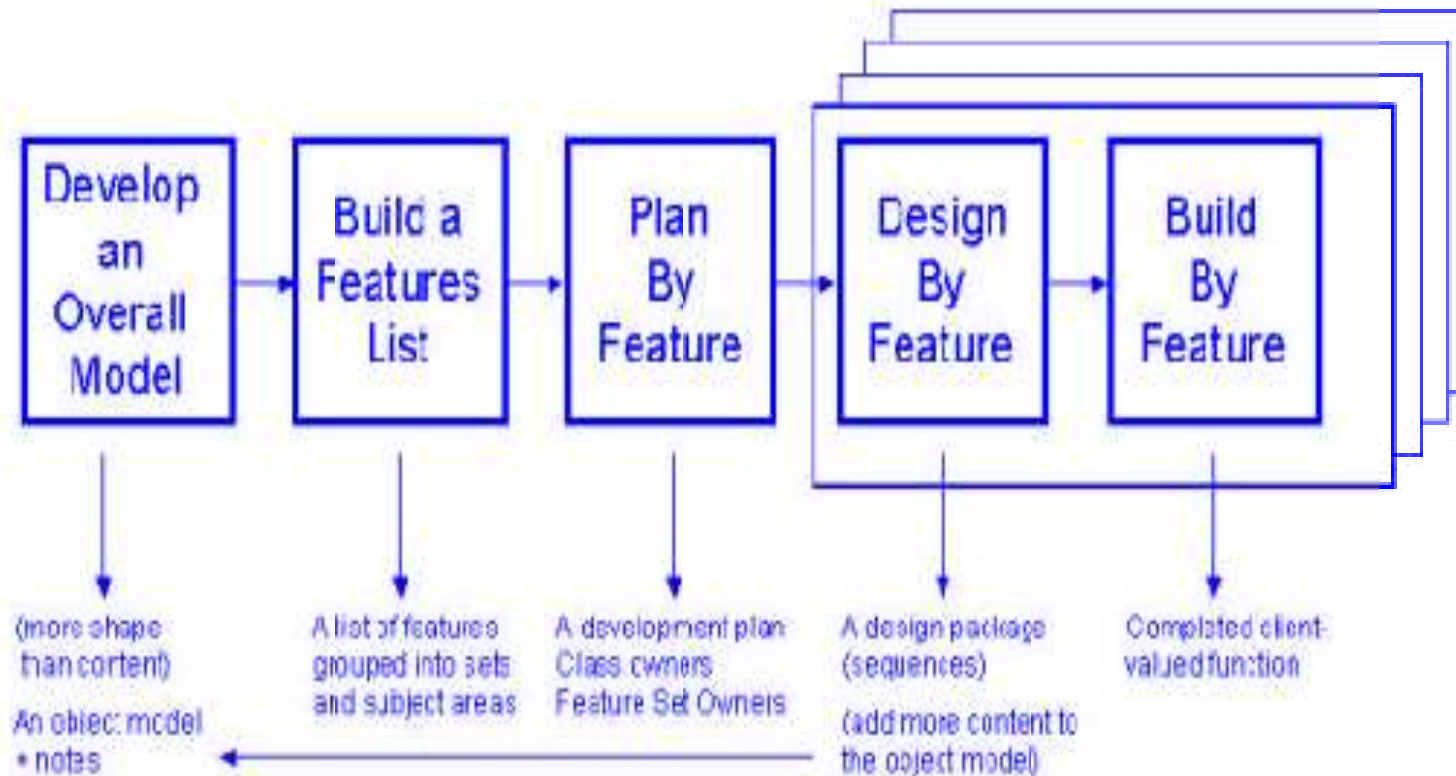 Develop
an
Overall
Model
Build a
Features
List
Plan
By
Feature
Design
By
Feature
Build
By
Feature
(more shape
than content)
An object model
+ notes
A list of features
grouped into sets
and subject areas
A development plan
Class owners
Feature Set Owners
A design package
(sequences)
(add more content to
the object model)
Completed client-
valued function